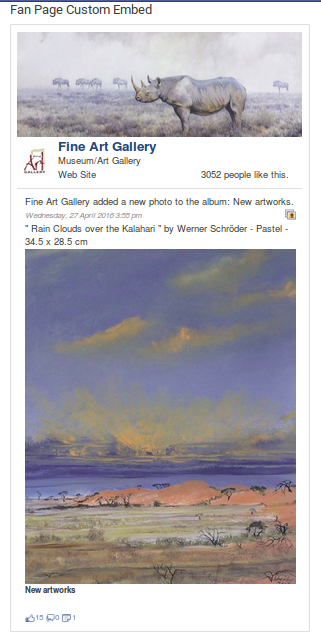 Fan Page Custom Embed
Art
GALLERY
Fine Art Gallery
Museum/Art Gallery
Web Site
3052 people like this.
Fine Art Gallery added a new photo to the album: New artworks.
Wednesday, 27 April 2016 3:55 pm
" Rain Clouds over the Kalahari " by Werner Schröder - Pastel -
34.5 x 28.5 cm
New artworks
15 0 1